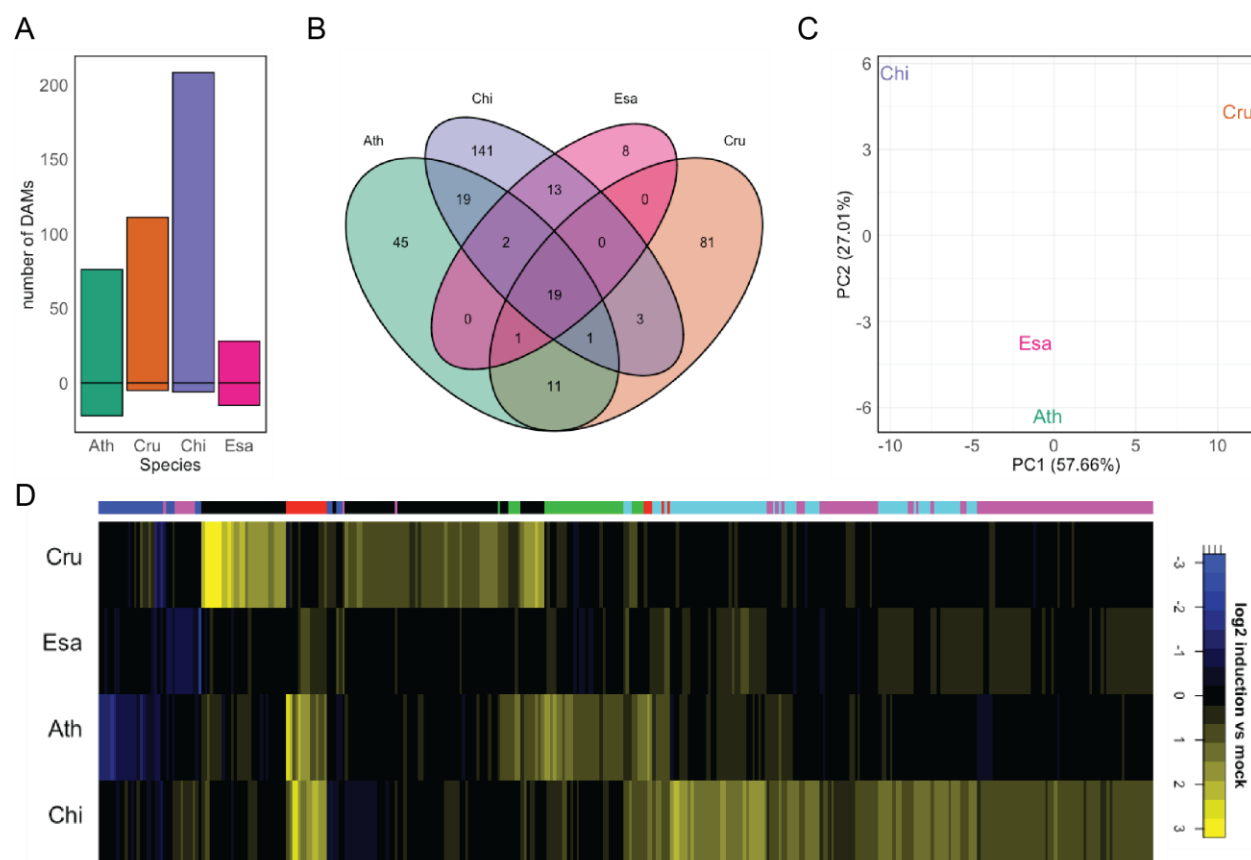 A
number of DAMs
200
150
100
50
0
Ath Cru Chi Esa
Species
B
Chi Esa
Ath Cru
141 8
19 13 0
45 2 0 81
19
0 1 1 3
11
C
PC2 (27.01%)
6
3
0
-3
-6
Chi
Cru
Esa
Ath
-10 -5 0 5 10
PC1 (57.66%)
D
Cru
Esa
Ath
Chi
-3
-2
-1
0
1
2
3
log2 induction vs mock